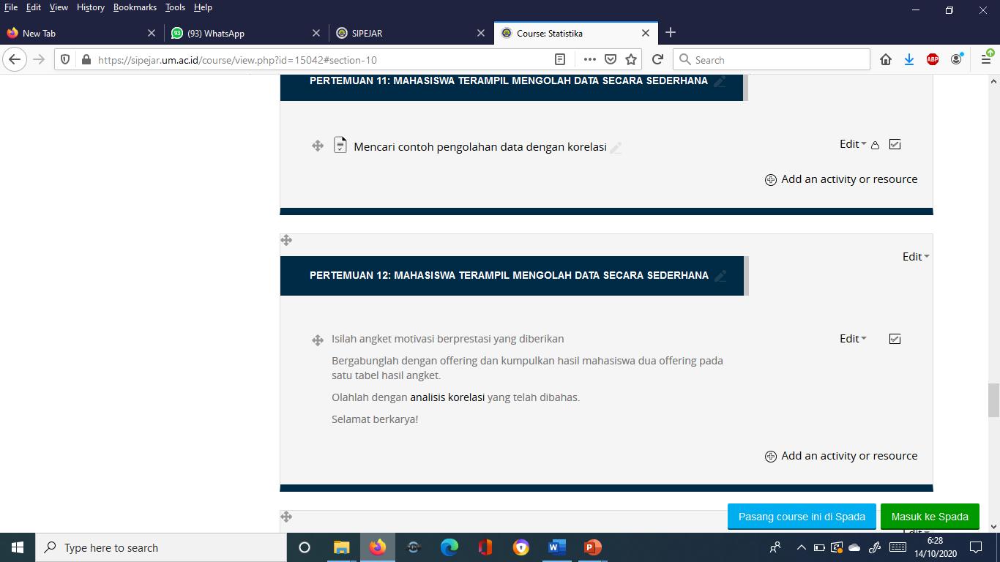 File Edit View History Bookmarks Tools Help
New Tab
(93) WhatsApp
SIPEJAR
Course: Statistika
https://sipejar.um.ac.id/course/view.php?id=15042#section-10
Search
ABP
PERTEMUAN 11: MAHASISWA TERAMPIL MENGOLAH DATA SECARA SEDERHANA
Mencari contoh pengolahan data dengan korelasi
Edit
Add an activity or resource
Edit
PERTEMUAN 12: MAHASISWA TERAMPIL MENGOLAH DATA SECARA SEDERHANA
Isilah angket motivasi berprestasi yang diberikan
Edit
Bergabunglah dengan offering dan kumpulkan hasil mahasiswa dua offering pada
satu tabel hasil angket.
Olahlah dengan analisis korelasi yang telah dibahas.
Selamat berkarya!
Add an activity or resource
Pasang course ini di Spada
Masuk ke Spada
Edit
Type here to search
6:28
14/10/2020